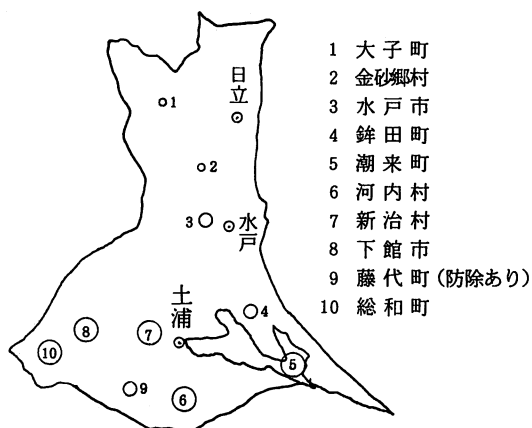 1 大子町
2 金砂郷村
3 水戸市
4 鉾田町
5 潮来町
6 河内村
7 新治村
8 下館市
9 藤代町(防除あり)
10 総和町
日立
1
2
3
水戸
土浦
4
8
7
10
5
9
6